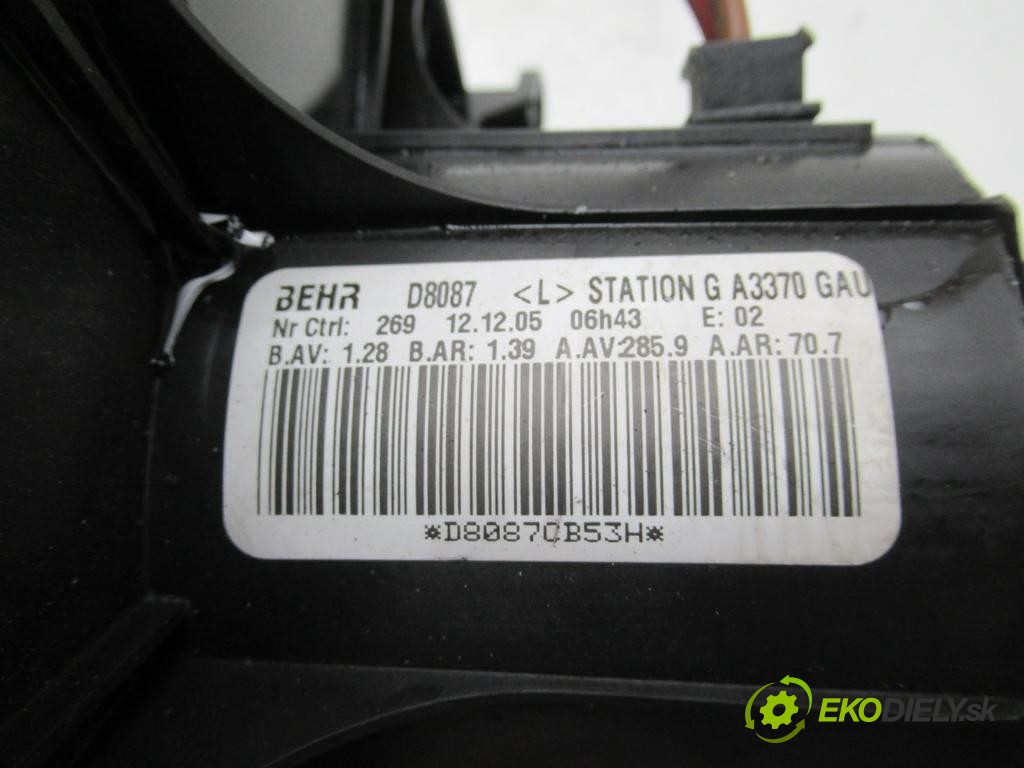 BEHR D8087 <L> STATION G A3370 GAU
Nr Ctrl: 269 12.12.05 06h43 E: 02
B.AV: 1.28 B.AR: 1.39 A.AV:285.9 A.AR: 70.7
*D8087CB53H*
EKODIELY.sk